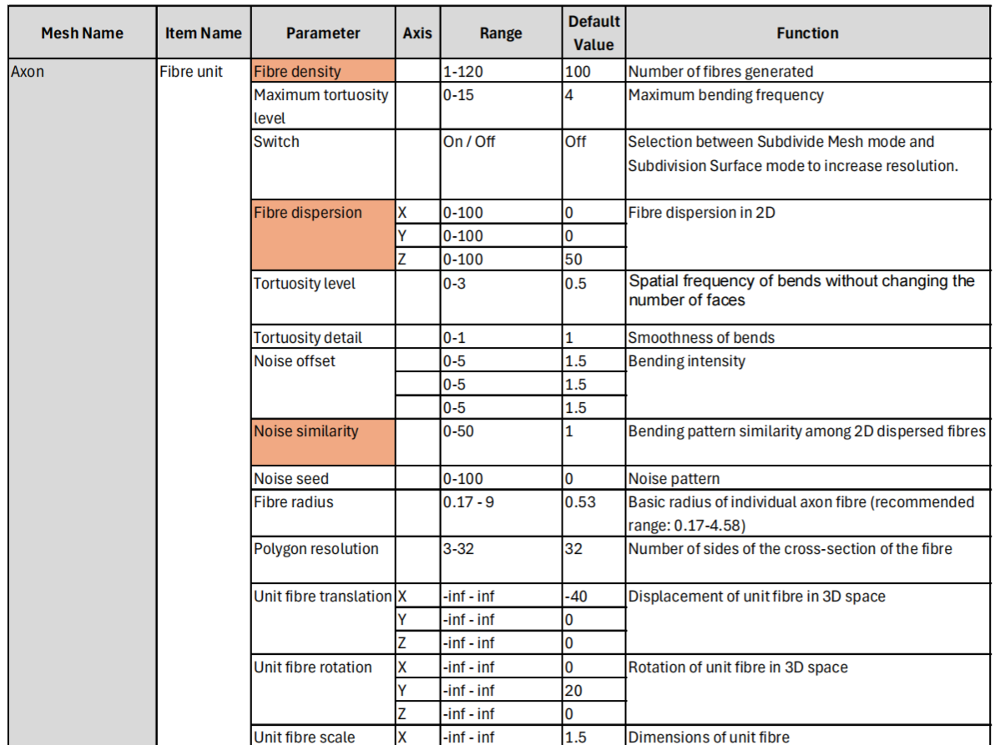 Mesh Name Item Name Parameter Axis Range Default Value Function
Axon Fibre unit Fibre density 1-120 100 Number of fibres generated
Maximum tortuosity 0-15 4 Maximum bending frequency
level
Switch On / Off Off Selection between Subdivide Mesh mode and
Subdivision Surface mode to increase resolution.
Fibre dispersion X 0-100 0 Fibre dispersion in 2D
Y 0-100 0
Z 0-100 50
Tortuosity level 0-3 0.5 Spatial frequency of bends without changing the
number of faces
Tortuosity detail 0-1 1 Smoothness of bends
Noise offset 0-5 1.5 Bending intensity
0-5 1.5
0-5 1.5
Noise similarity 0-50 1 Bending pattern similarity among 2D dispersed fibres
Noise seed 0-100 0 Noise pattern
Fibre radius 0.17 - 9 0.53 Basic radius of individual axon fibre (recommended
range: 0.17-4.58)
Polygon resolution 3-32 32 Number of sides of the cross-section of the fibre
Unit fibre translation X -inf - inf -40 Displacement of unit fibre in 3D space
Y -inf - inf 0
Z -inf - inf 0
Unit fibre rotation X -inf - inf 0 Rotation of unit fibre in 3D space
Y -inf - inf 20
Z -inf - inf 0
Unit fibre scale X -inf - inf 1.5 Dimensions of unit fibre